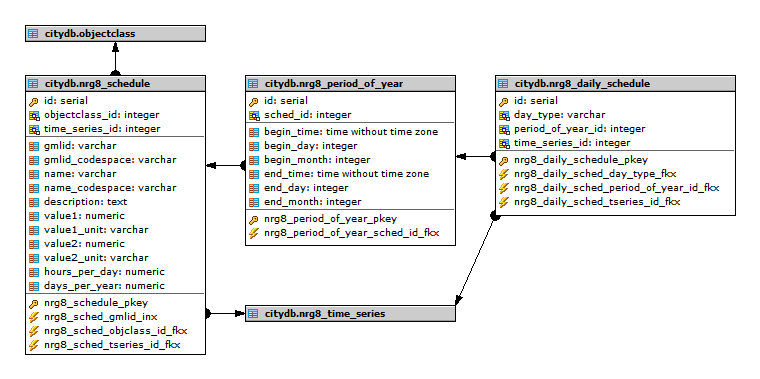 citydb.objectclass
citydb.nrg8_schedule
id: serial
objectclass_id: integer
time_series_id: integer
gmlid: varchar
gmlid_codespace: varchar
name: varchar
name_codespace: varchar
description: text
value1: numeric
value1_unit: varchar
value2: numeric
value2_unit: varchar
hours_per_day: numeric
days_per_year: numeric
nrg8_schedule_pkey
nrg8_sched_gmlid_inx
nrg8_sched_objclass_id_fkx
nrg8_sched_tseries_id_fkx
citydb.nrg8_period_of_year
id: serial
sched_id: integer
begin_time: time without time zone
begin_day: integer
begin_month: integer
end_time: time without time zone
end_day: integer
end_month: integer
nrg8_period_of_year_pkey
nrg8_period_of_year_sched_id_fkx
citydb.nrg8_daily_schedule
id: serial
day_type: varchar
period_of_year_id: integer
time_series_id: integer
nrg8_daily_schedule_pkey
nrg8_daily_sched_day_type_fkx
nrg8_daily_sched_period_of_year_id_fkx
nrg8_daily_sched_tseries_id_fkx
citydb.nrg8_time_series